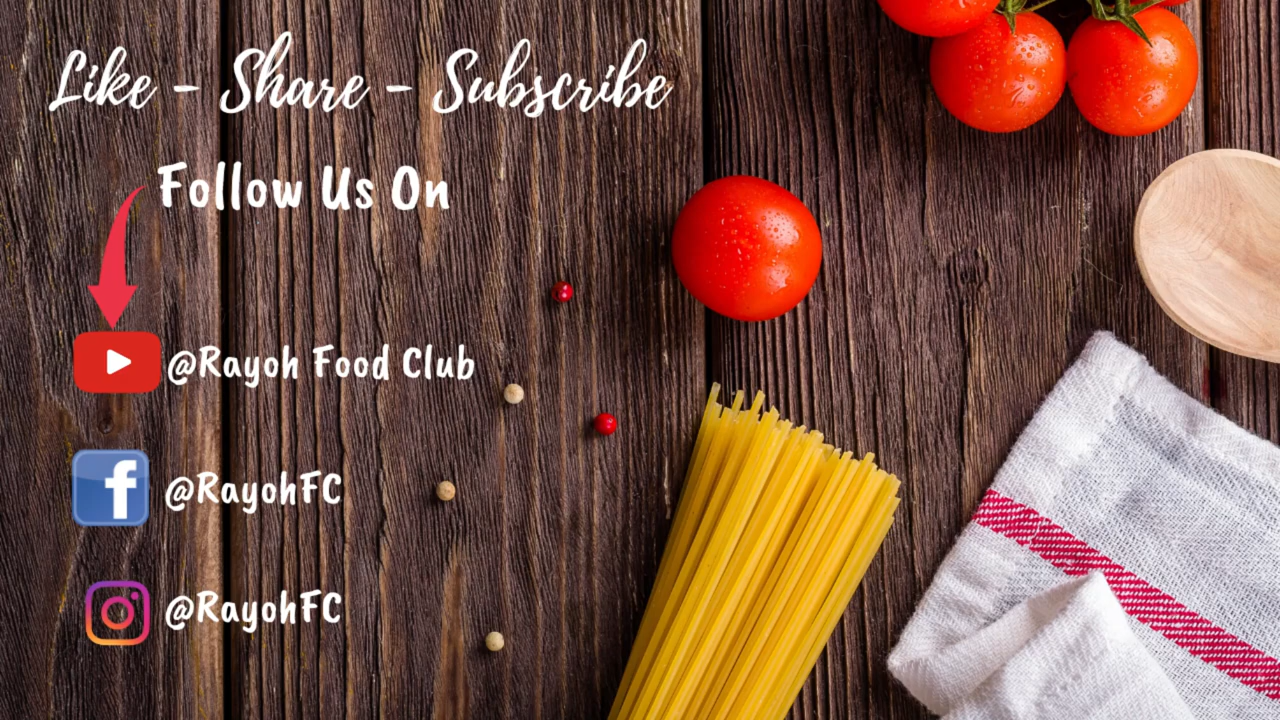 Like - Share - Subscribe
Follow Us On
@Rayoh Food Club
@RayohFC
@RayohFC